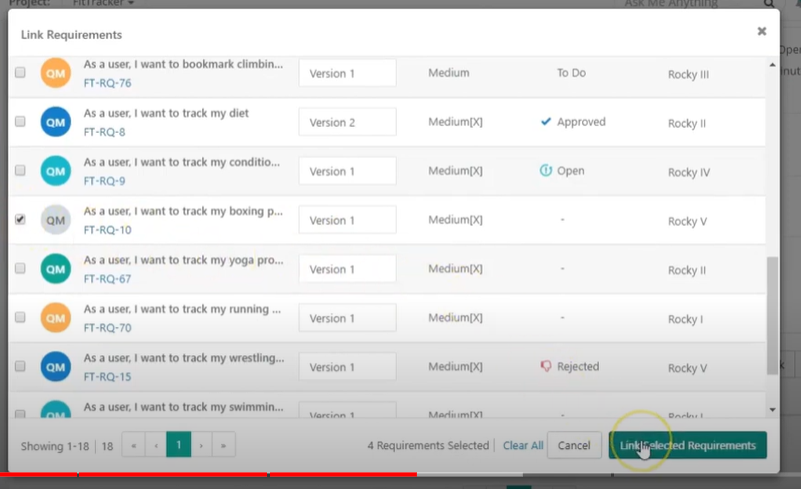 Project: FitTracker
Ask Me Anything
Link Requirements
As a user, I want to bookmark climbin... Version 1 Medium To Do Rocky III
QM
FT-RQ-76
As a user, I want to track my diet Version 2 Medium[X] Approved Rocky II
QM
FT-RQ-8
As a user, I want to track my conditio... Version 1 Medium[X] Open Rocky IV
QM
FT-RQ-9
As a user, I want to track my boxing p... Version 1 Medium[X] - Rocky V
QM
FT-RQ-10
As a user, I want to track my yoga pro... Version 1 Medium[X] - Rocky II
QM
FT-RQ-67
As a user, I want to track my running ... Version 1 Medium[X] - Rocky I
QM
FT-RQ-70
As a user, I want to track my wrestling... Version 1 Medium[X] Rejected Rocky V
QM
FT-RQ-15
As a user, I want to track my swimmin... Version 1 Medium[X] Rocky I
QM
Showing 1-18 | 18 « ‹ 1 › » 4 Requirements Selected | Clear All Cancel Link Selected Requirements